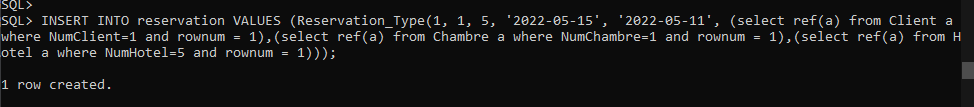 SQL>
SQL> INSERT INTO reservation VALUES (Reservation_Type(1, 1, 5, '2022-05-15', '2022-05-11', (select ref(a) from Client a
where NumClient=1 and rownum = 1),(select ref(a) from Chambre a where NumChambre=1 and rownum = 1),(select ref(a) from H
otel a where NumHotel=5 and rownum = 1)));
1 row created.